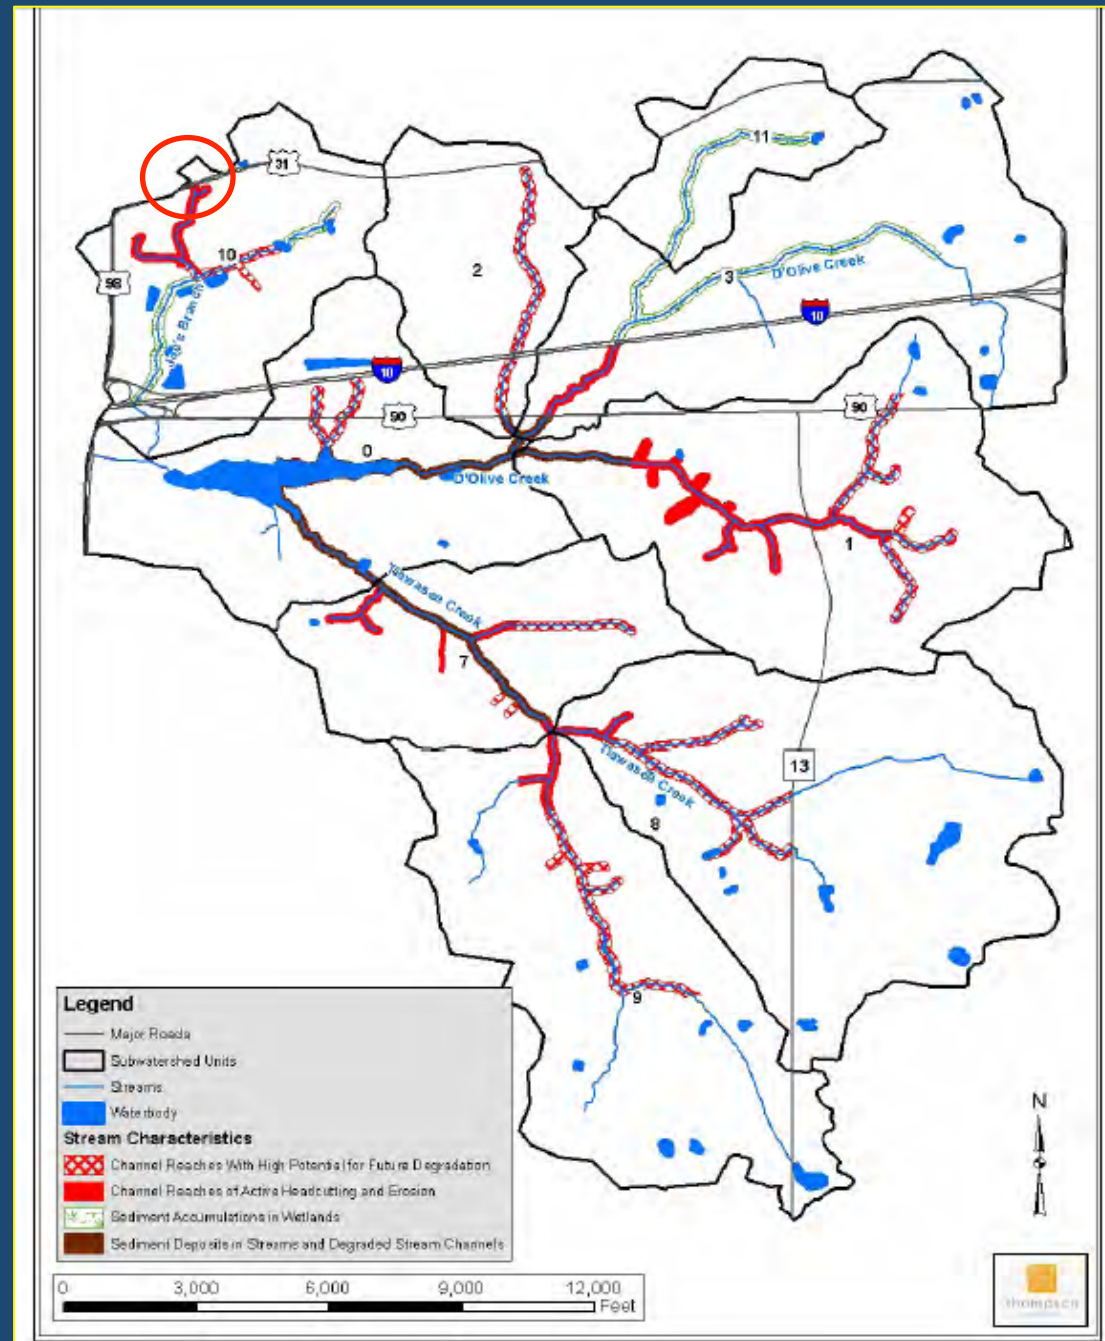 11
31
10
2
3
D'Olive Creek
98
10
10
90
90
0
D'Olive Creek
1
Tiawasee Creek
7
Tiawasee Creek
13
8
9
Legend
Major Roads
Subwatershed Units
Streams
Waterbody
Stream Characteristics
Channel Reaches With High Potential for Future Degradation
Channel Reaches of Active Headcutting and Erosion
Sediment Accumulations in Wetlands
Sediment Deposits in Streams and Degraded Stream Channels
N
0 3,000 6,000 9,000 12,000
Feet
thompson